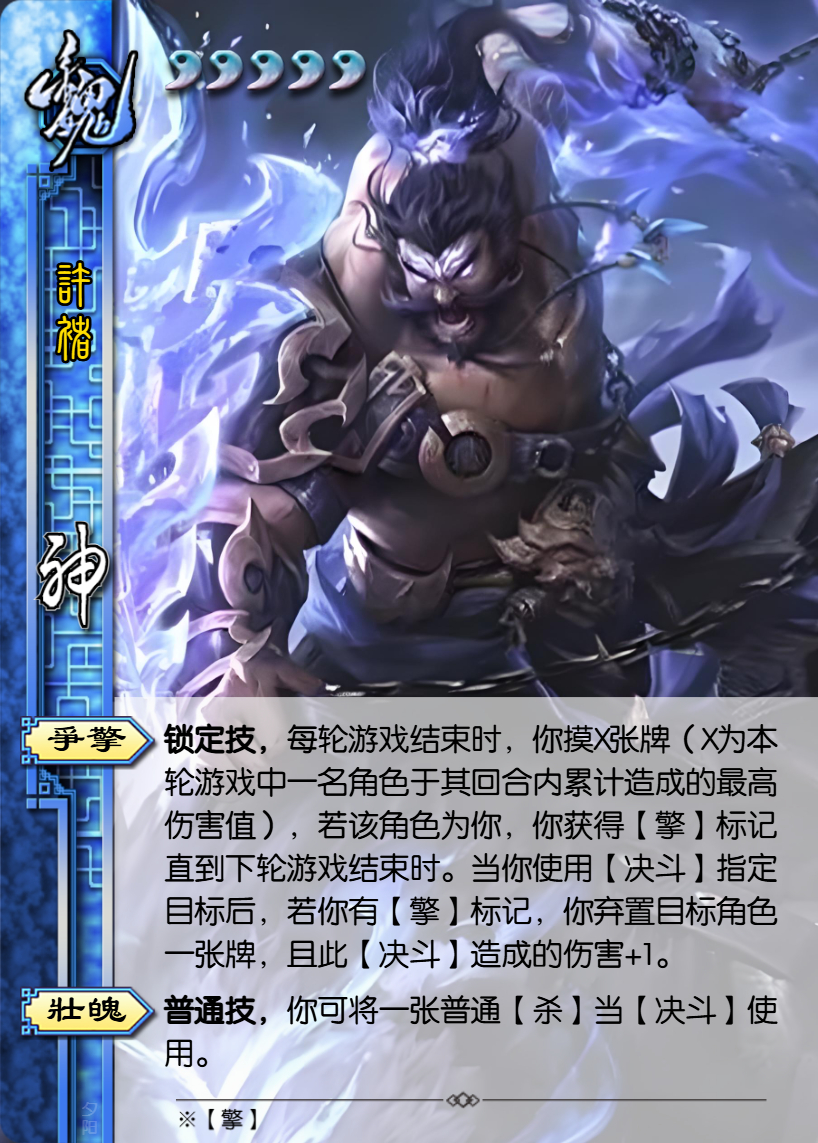 魏
許褚
神
爭擎
锁定技，每轮游戏结束时，你摸X张牌（X为本
轮游戏中一名角色于其回合内累计造成的最高
伤害值），若该角色为你，你获得【擎】标记
直到下轮游戏结束时。当你使用【决斗】指定
目标后，若你有【擎】标记，你弃置目标角色
一张牌，且此【决斗】造成的伤害+1。
壯魄
普通技，你可将一张普通【杀】当【决斗】使
用。
※【擎】
夕阳